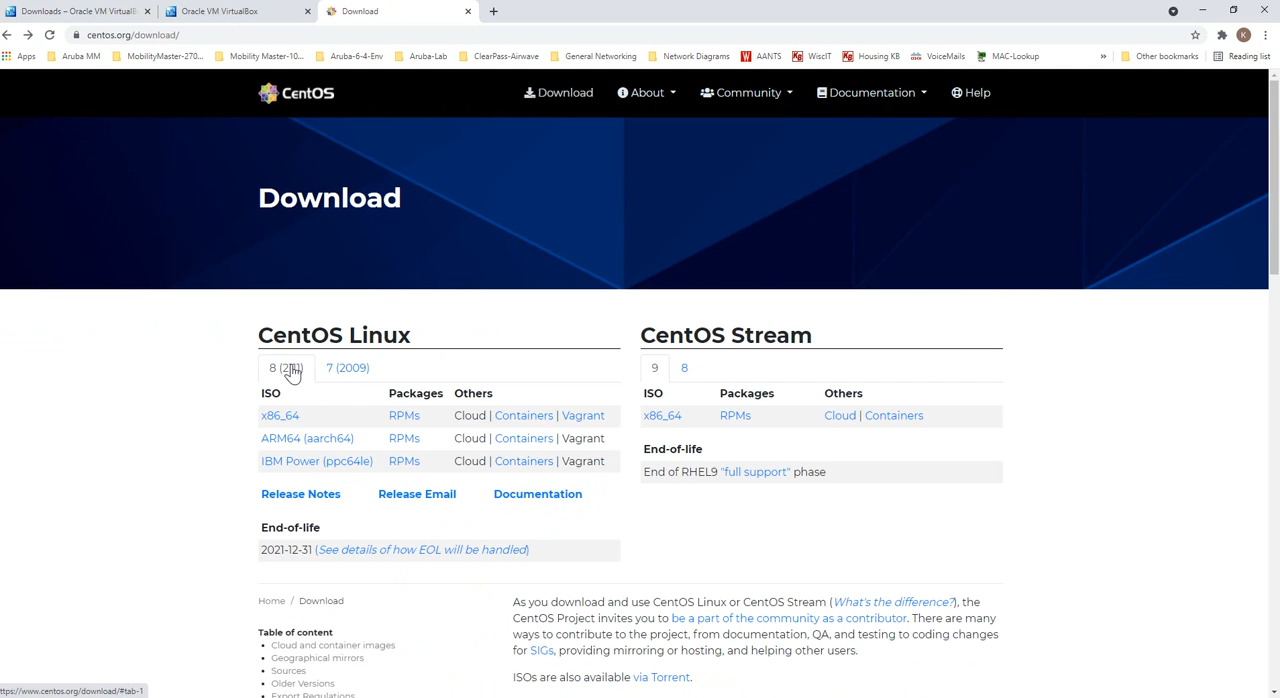 Downloads – Oracle VM VirtualB
Oracle VM VirtualBox
Download
centos.org/download/
K
Apps
Aruba MM
MobilityMaster-270...
Mobility Master-10...
Aruba-6-4-Env
Aruba-Lab
ClearPass-Airwave
General Networking
Network Diagrams
AANTS
WiscIT
Housing KB
VoiceMails
MAC-Lookup
»
Other bookmarks
Reading list
CentOS
Download
About
Community
Documentation
Help
Download
CentOS Linux
8
7 (2009)
ISO Packages Others
x86_64 RPMs Cloud | Containers | Vagrant
ARM64 (aarch64) RPMs Cloud | Containers | Vagrant
IBM Power (ppc64le) RPMs Cloud | Containers | Vagrant
Release Notes Release Email Documentation
End-of-life
2021-12-31 (See details of how EOL will be handled)
CentOS Stream
9 8
ISO Packages Others
x86_64 RPMs Cloud | Containers
End-of-life
End of RHEL9 "full support" phase
Home / Download
Table of content
Cloud and container images
Geographical mirrors
Sources
Older Versions
Export Regulations
As you download and use CentOS Linux or CentOS Stream (What's the difference?), the
CentOS Project invites you to be a part of the community as a contributor. There are many
ways to contribute to the project, from documentation, QA, and testing to coding changes
for SIGs, providing mirroring or hosting, and helping other users.
ISOs are also available via Torrent.
ttps://www.centos.org/download/#tab-1